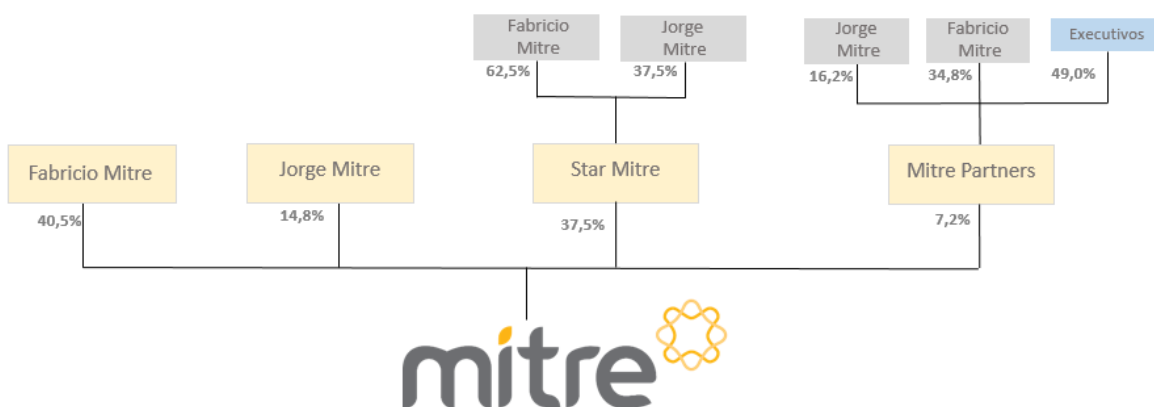 Fabricio
Mitre
Jorge
Mitre
Jorge
Mitre
Fabricio
Mitre
Executivos
62,5%
37,5%
16,2%
34,8%
49,0%
Fabricio Mitre
Jorge Mitre
Star Mitre
Mitre Partners
40,5%
14,8%
37,5%
7,2%
mitre